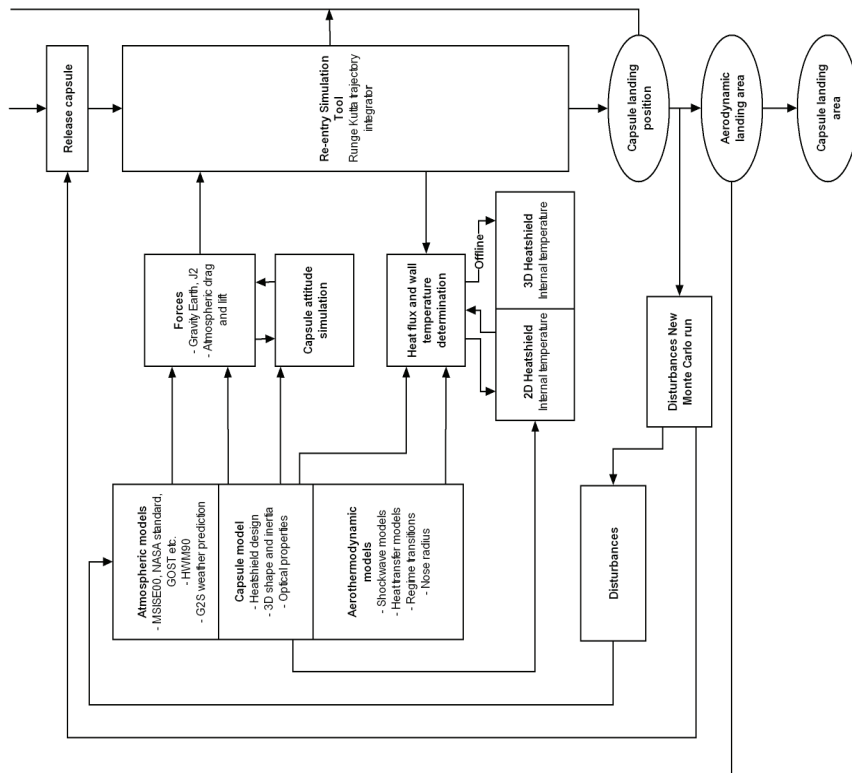 Release capsule
Re-entry Simulation
Tool
Runge Kutta trajectory
integrator
Capsule landing
position
Aerodynamic
landing area
Capsule landing
area
Forces
- Gravity Earth, J2
- Atmospheric drag
and lift
Capsule attitude
simulation
Heat flux and wall
temperature
determination
Offline
3D Heatshield
Internal temperature
2D Heatshield
Internal temperature
Disturbances New
Monte Carlo run
Atmospheric models
- MSISE00, NASA standard,
GOST etc.
- HWM90
- G2S weather prediction
Capsule model
- Heatshield design
- 3D shape and inertia
- Optical properties
Aerothermodynamic
models
- Shockwave models
- Heat transfer models
- Regime transitions
- Nose radius
Disturbances